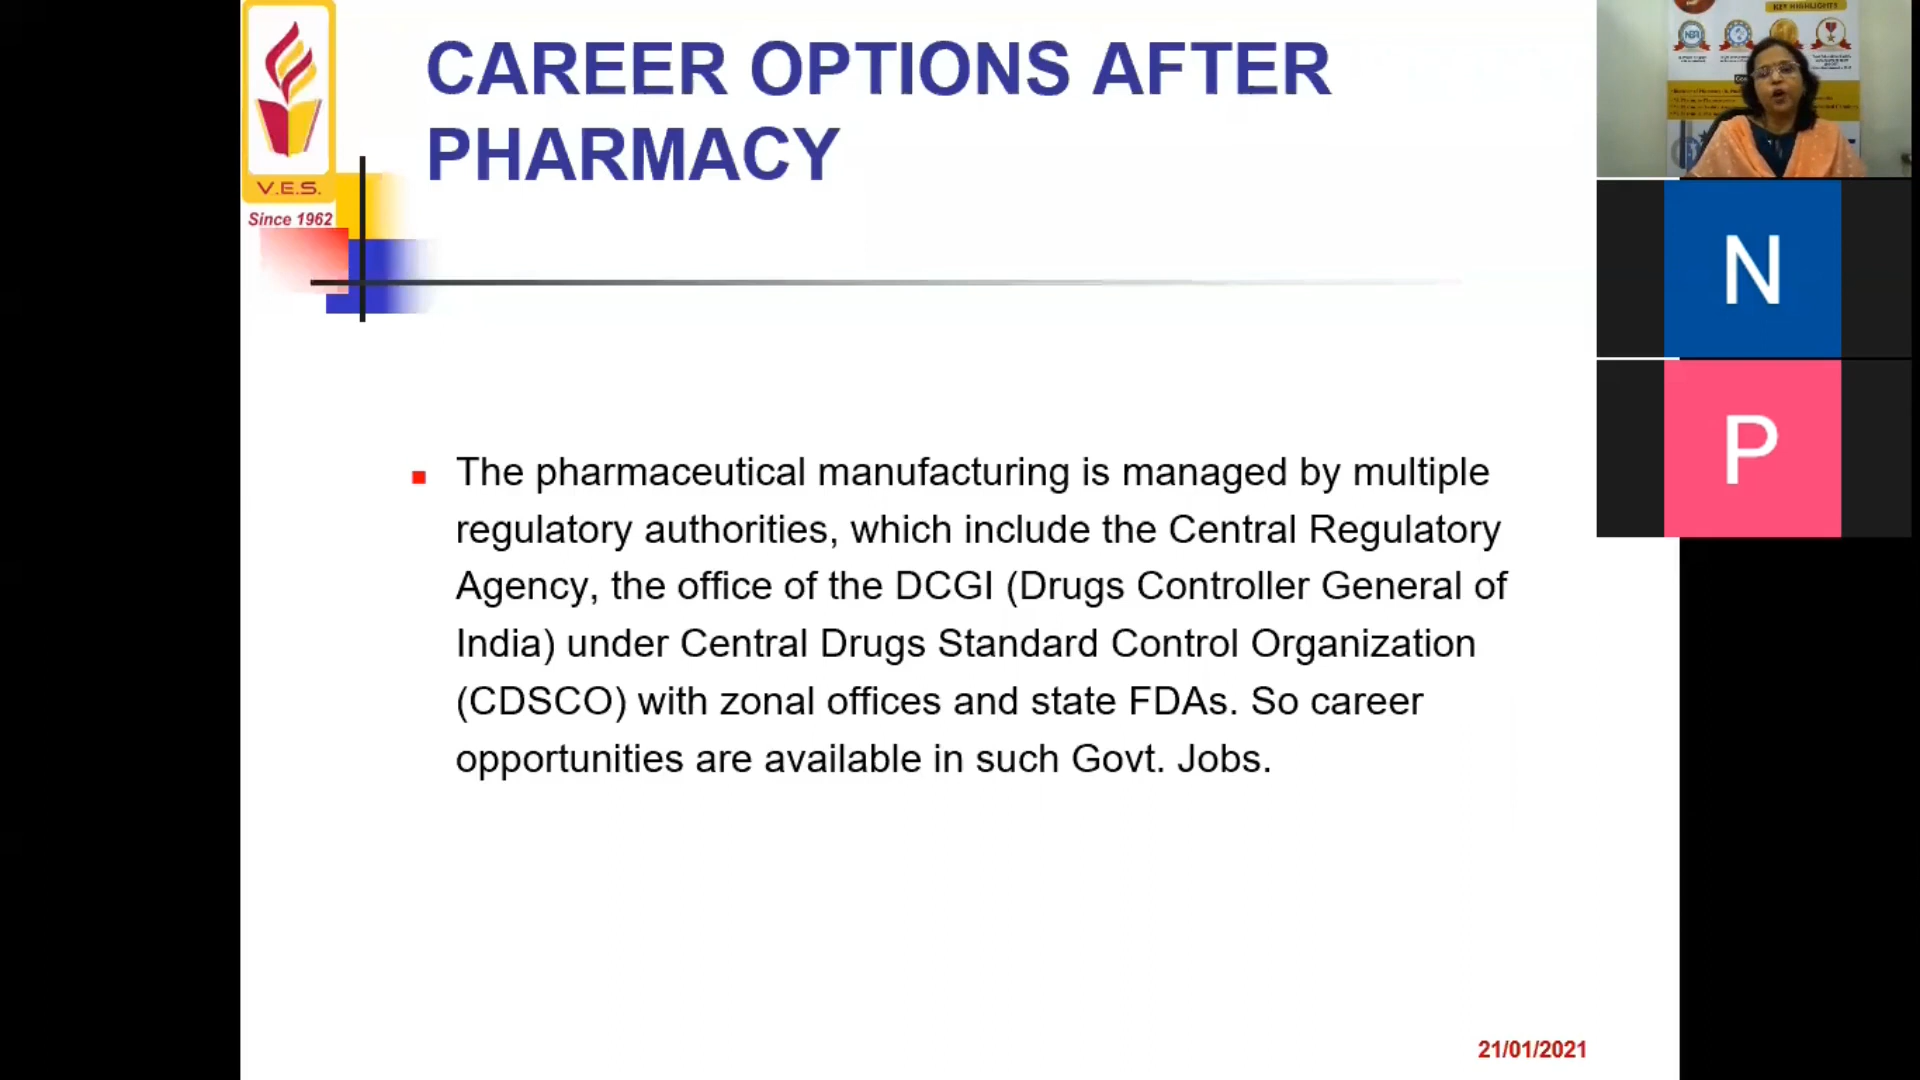 CAREER OPTIONS AFTER
PHARMACY
V.E.S.
Since 1962
The pharmaceutical manufacturing is managed by multiple
regulatory authorities, which include the Central Regulatory
Agency, the office of the DCGI (Drugs Controller General of
India) under Central Drugs Standard Control Organization
(CDSCO) with zonal offices and state FDAs. So career
opportunities are available in such Govt. Jobs.
21/01/2021
KEY HIGHLIGHTS
N
P